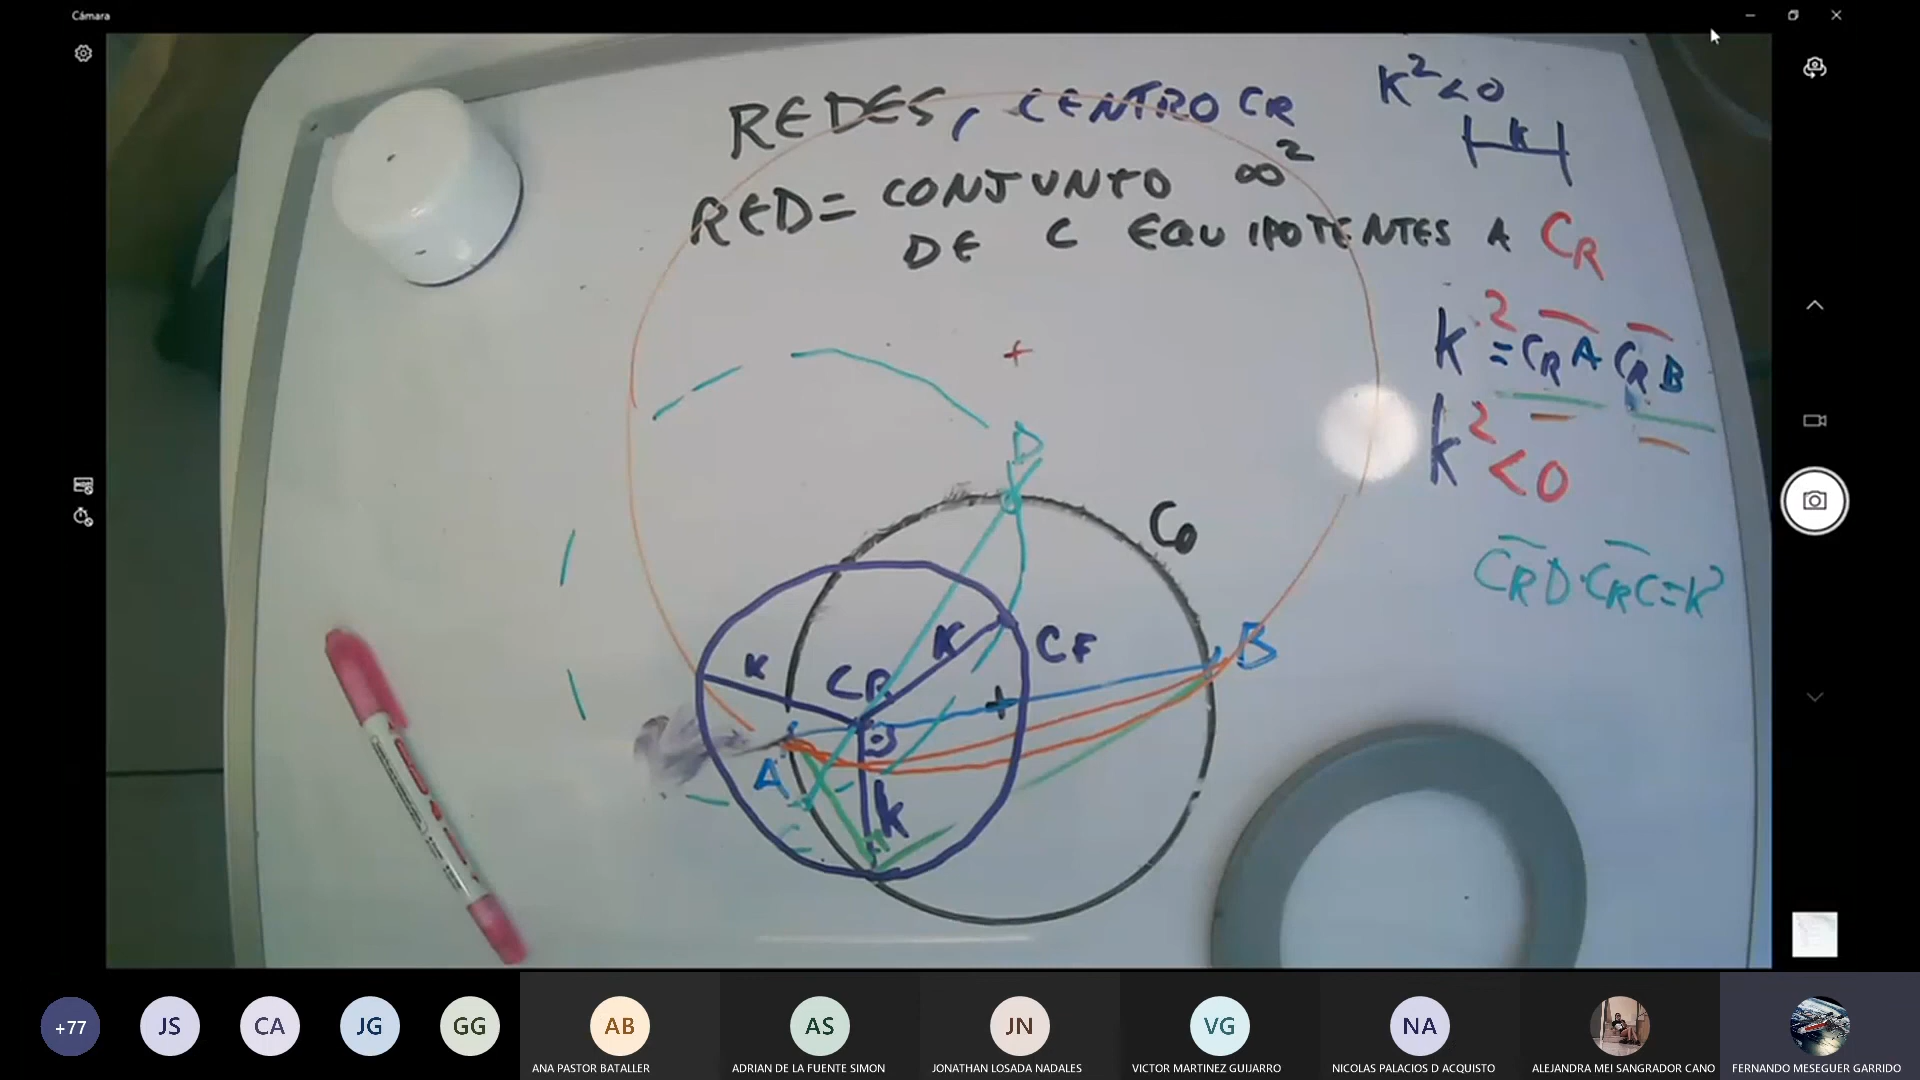 Cámara
REDES, CENTRO CR
K² < 0
K
RED = CONJUNTO ∞²
DE C EQUIPOTENTES A CR
K² = CRA CRB
K² < 0
CRD · CRC = K²
D
C0
CF
K
K
CR
B
A
K
C
+77
JS
CA
JG
GG
AB
AS
JN
VG
NA
ANA PASTOR BATALLER
ADRIAN DE LA FUENTE SIMON
JONATHAN LOSADA NADALES
VICTOR MARTINEZ GUIJARRO
NICOLAS PALACIOS D ACQUISTO
ALEJANDRA MEI SANGRADOR CANO
FERNANDO MESEGUER GARRIDO